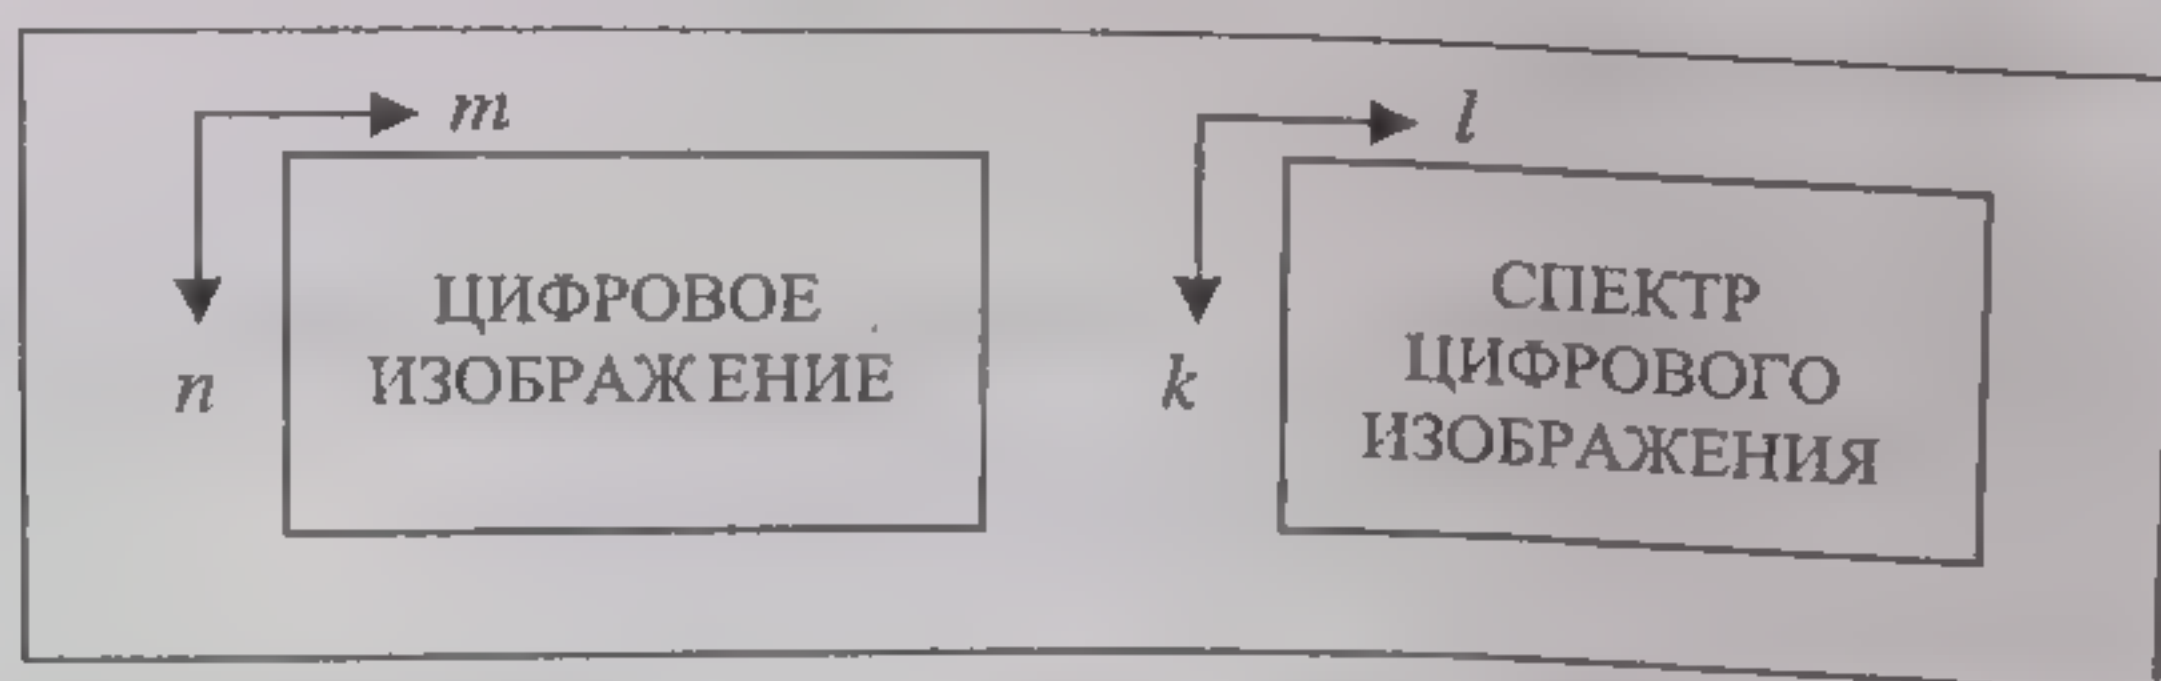 m
n
ЦИФРОВОЕ
ИЗОБРАЖЕНИЕ
l
k
СПЕКТР
ЦИФРОВОГО
ИЗОБРАЖЕНИЯ